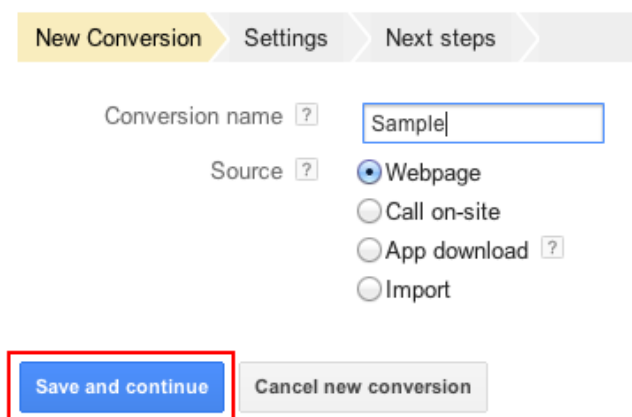 New Conversion Settings Next steps
Conversion name ? Sample
Source ? Webpage
Call on-site
App download ?
Import
Save and continue Cancel new conversion